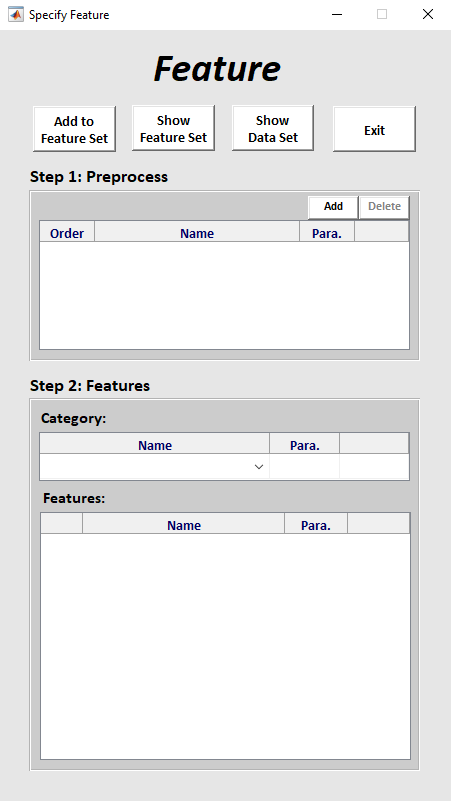 Specify Feature
Feature
Add to
Feature Set
Show
Feature Set
Show
Data Set
Exit
Step 1: Preprocess
Add Delete
Order Name Para.
Step 2: Features
Category:
Name Para.
Features:
Name Para.